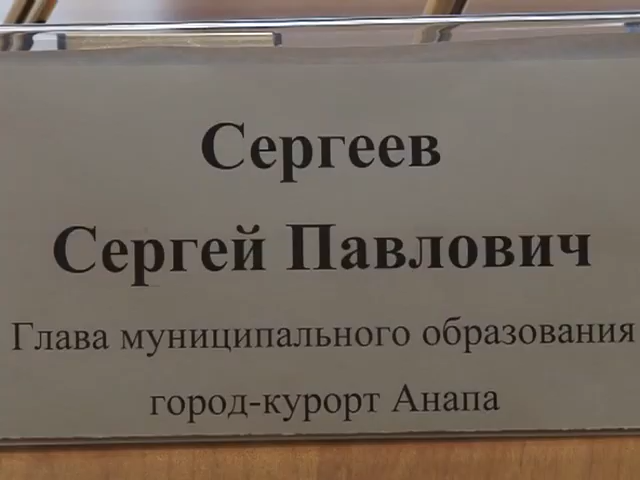 Сергеев
Сергей Павлович
Глава муниципального образования
город-курорт Анапа